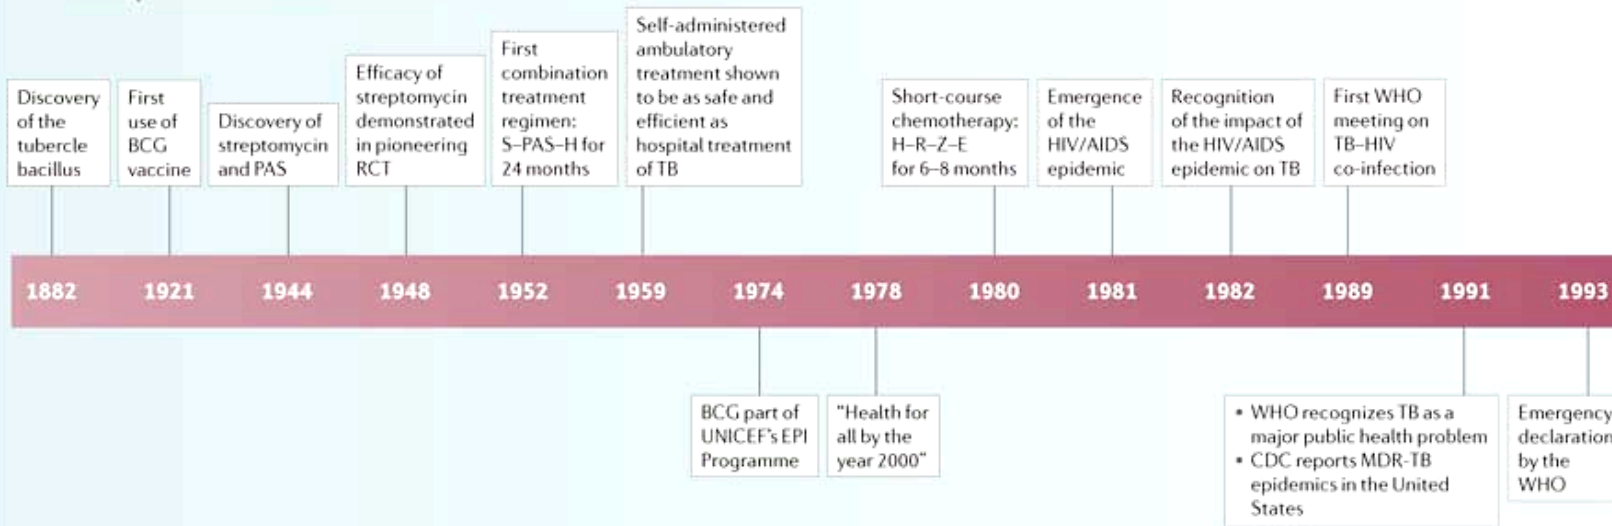 Discovery
of the
tubercle
bacillus
First
use of
BCG
vaccine
Discovery of
streptomycin
and PAS
Efficacy of
streptomycin
demonstrated
in pioneering
RCT
First
combination
treatment
regimen:
S–PAS–H for
24 months
Self-administered
ambulatory
treatment shown
to be as safe and
efficient as
hospital treatment
of TB
Short-course
chemotherapy:
H–R–Z–E
for 6–8 months
Emergence
of the
HIV/AIDS
epidemic
Recognition
of the impact of
the HIV/AIDS
epidemic on TB
First WHO
meeting on
TB–HIV
co-infection
1882 1921 1944 1948 1952 1959 1974 1978 1980 1981 1982 1989 1991 1993
BCG part of
UNICEF's EPI
Programme
"Health for
all by the
year 2000"
• WHO recognizes TB as a
major public health problem
• CDC reports MDR-TB
epidemics in the United
States
Emergency
declaration
by the
WHO